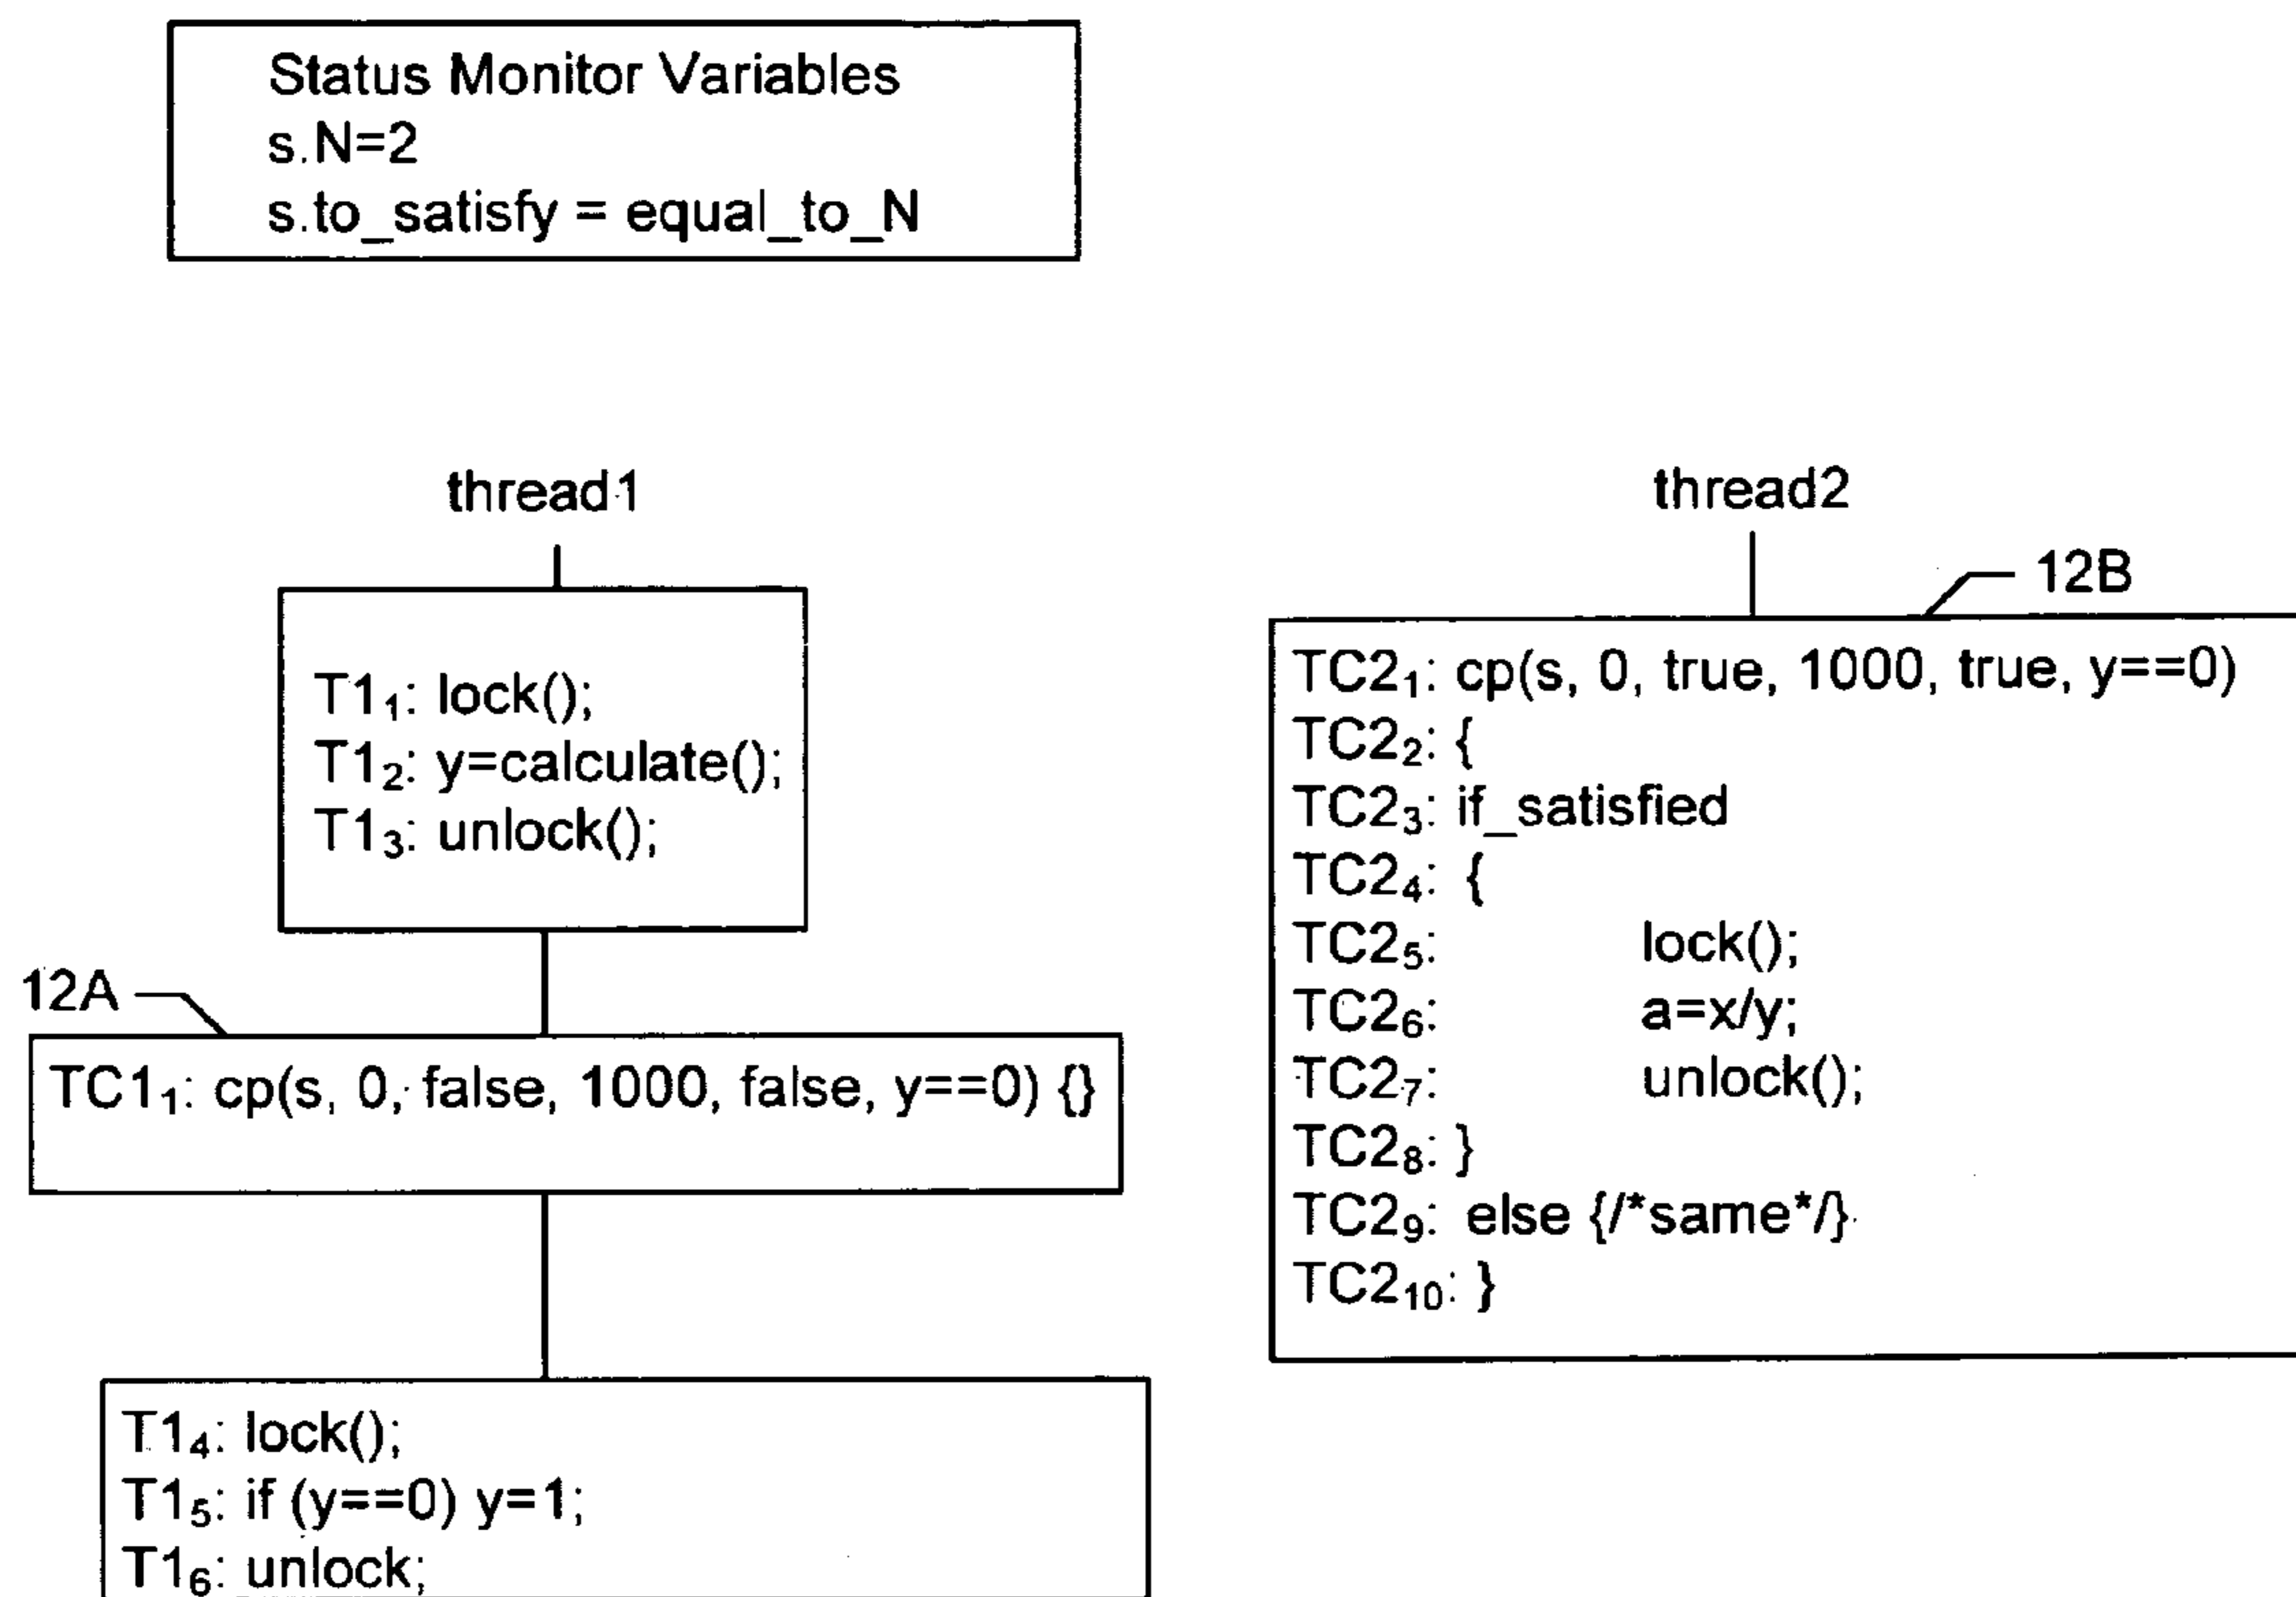 Status Monitor Variables
s.N=2
s.to_satisfy = equal_to_N
thread1
T1₁: lock();
T1₂: y=calculate();
T1₃: unlock();
12A
TC1₁: cp(s, 0, false, 1000, false, y==0) {}
T1₄: lock();
T1₅: if (y==0) y=1;
T1₆: unlock;
thread2
12B
TC2₁: cp(s, 0, true, 1000, true, y==0)
TC2₂: {
TC2₃: if_satisfied
TC2₄: {
TC2₅: lock();
TC2₆: a=x/y;
TC2₇: unlock();
TC2₈: }
TC2₉: else {/*same*/}
TC2₁₀: }